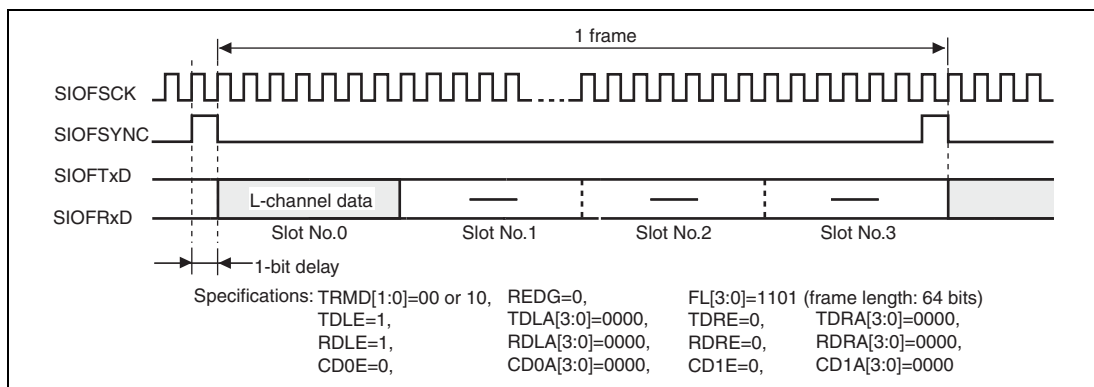 1 frame
SIOFSCK
SIOFSYNC
SIOFTxD
SIOFRxD
L-channel data
Slot No.0 Slot No.1 Slot No.2 Slot No.3
1-bit delay
Specifications: TRMD[1:0]=00 or 10, REDG=0, FL[3:0]=1101 (frame length: 64 bits)
TDLE=1, TDLA[3:0]=0000, TDRE=0, TDRA[3:0]=0000,
RDLE=1, RDLA[3:0]=0000, RDRE=0, RDRA[3:0]=0000,
CD0E=0, CD0A[3:0]=0000, CD1E=0, CD1A[3:0]=0000